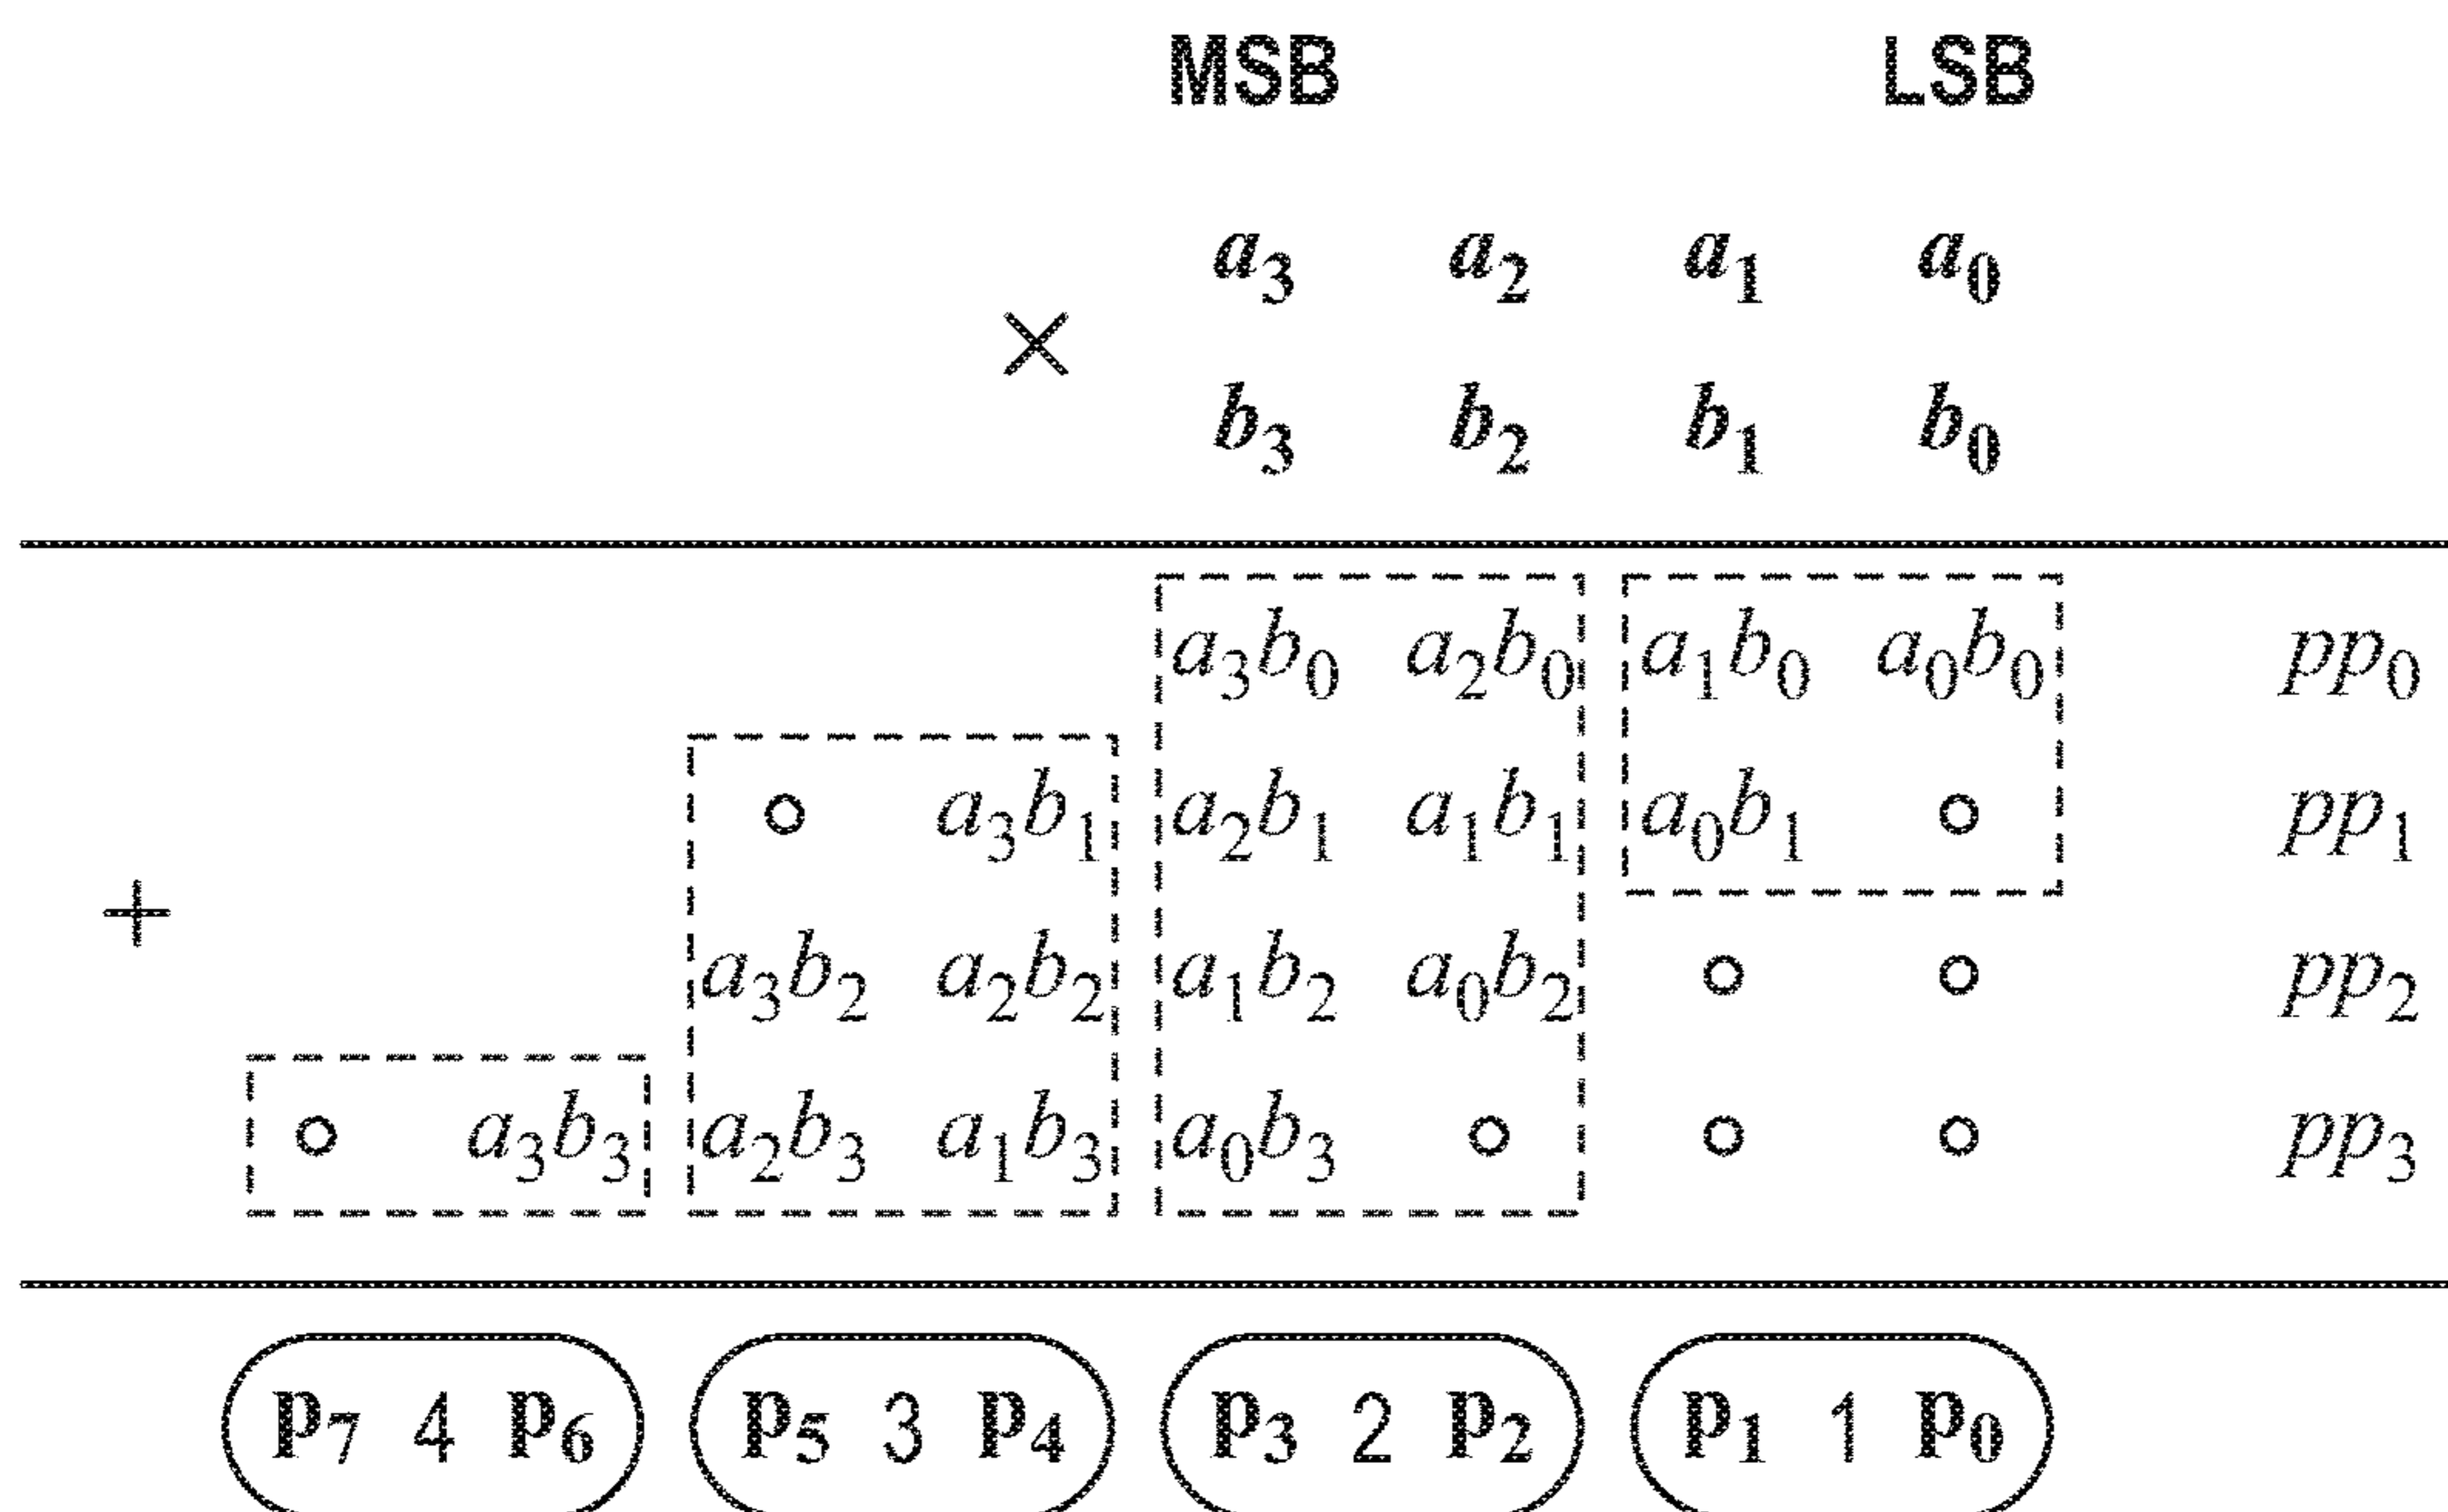 MSB LSB
a₃ a₂ a₁ a₀
×
b₃ b₂ b₁ b₀
a₃b₀ a₂b₀ a₁b₀ a₀b₀ pp₀
o a₃b₁ a₂b₁ a₁b₁ a₀b₁ o pp₁
+
a₃b₂ a₂b₂ a₁b₂ a₀b₂ o o pp₂
o a₃b₃ a₂b₃ a₁b₃ a₀b₃ o o o pp₃
p₇ 4 p₆ p₅ 3 p₄ p₃ 2 p₂ p₁ 1 p₀